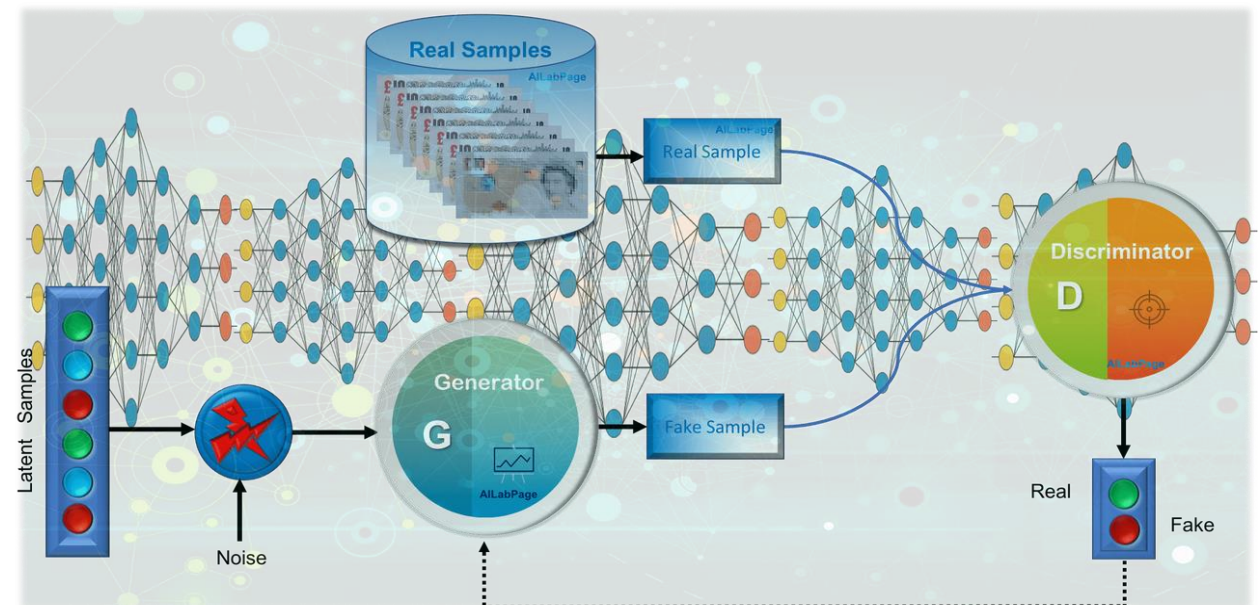 Real Samples
AILabPage
AILabPage
Real Sample
Discriminator
D
AILabPage
Generator
G
AILabPage
Fake Sample
Latent Samples
Noise
Real
Fake